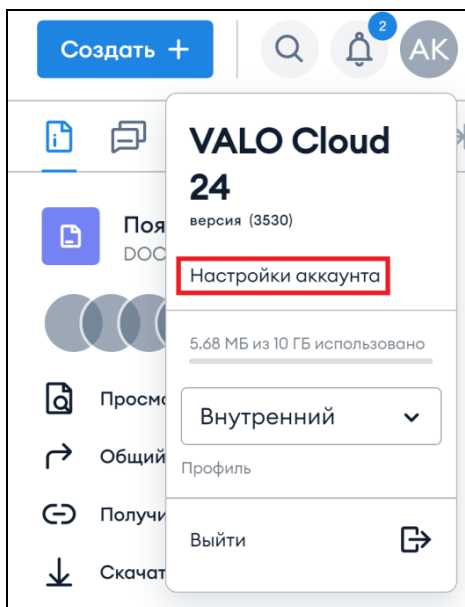 Создать +
2
AK
VALO Cloud
24
версия (3530)
Настройки аккаунта
Поя
DOC
5.68 МБ из 10 ГБ использовано
Просмо
Внутренний
Общий
Профиль
Получи
Выйти
Скачат